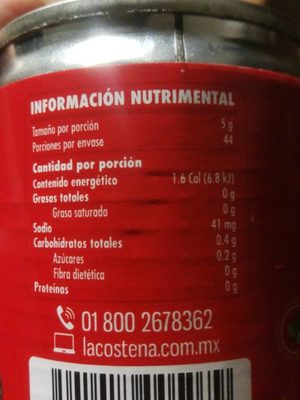 INFORMACIÓN NUTRIMENTAL
Tamaño por porción 5 g
Porciones por envase 44
Cantidad por porción
Contenido energético 1.6 Cal (6.8 kJ)
Grasas totales 0 g
Grasa saturada 0 g
Sodio 41 mg
Carbohidratos totales 0.4 g
Azúcares 0.2 g
Fibra dietética 0 g
Proteínas 0 g
01 800 2678362
lacostena.com.mx